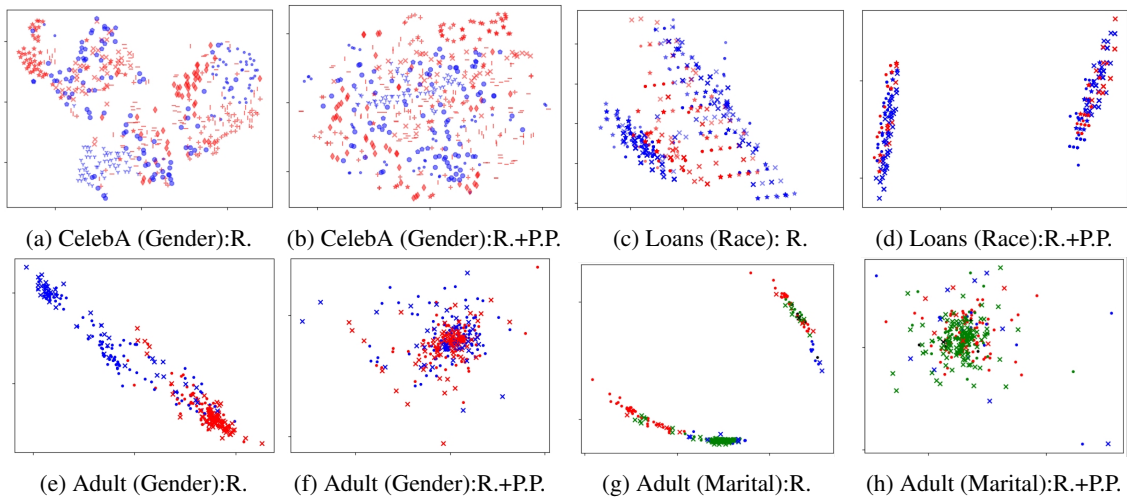 (a) CelebA (Gender):R.
(b) CelebA (Gender):R.+P.P.
(c) Loans (Race): R.
(d) Loans (Race):R.+P.P.
(e) Adult (Gender):R.
(f) Adult (Gender):R.+P.P.
(g) Adult (Marital):R.
(h) Adult (Marital):R.+P.P.